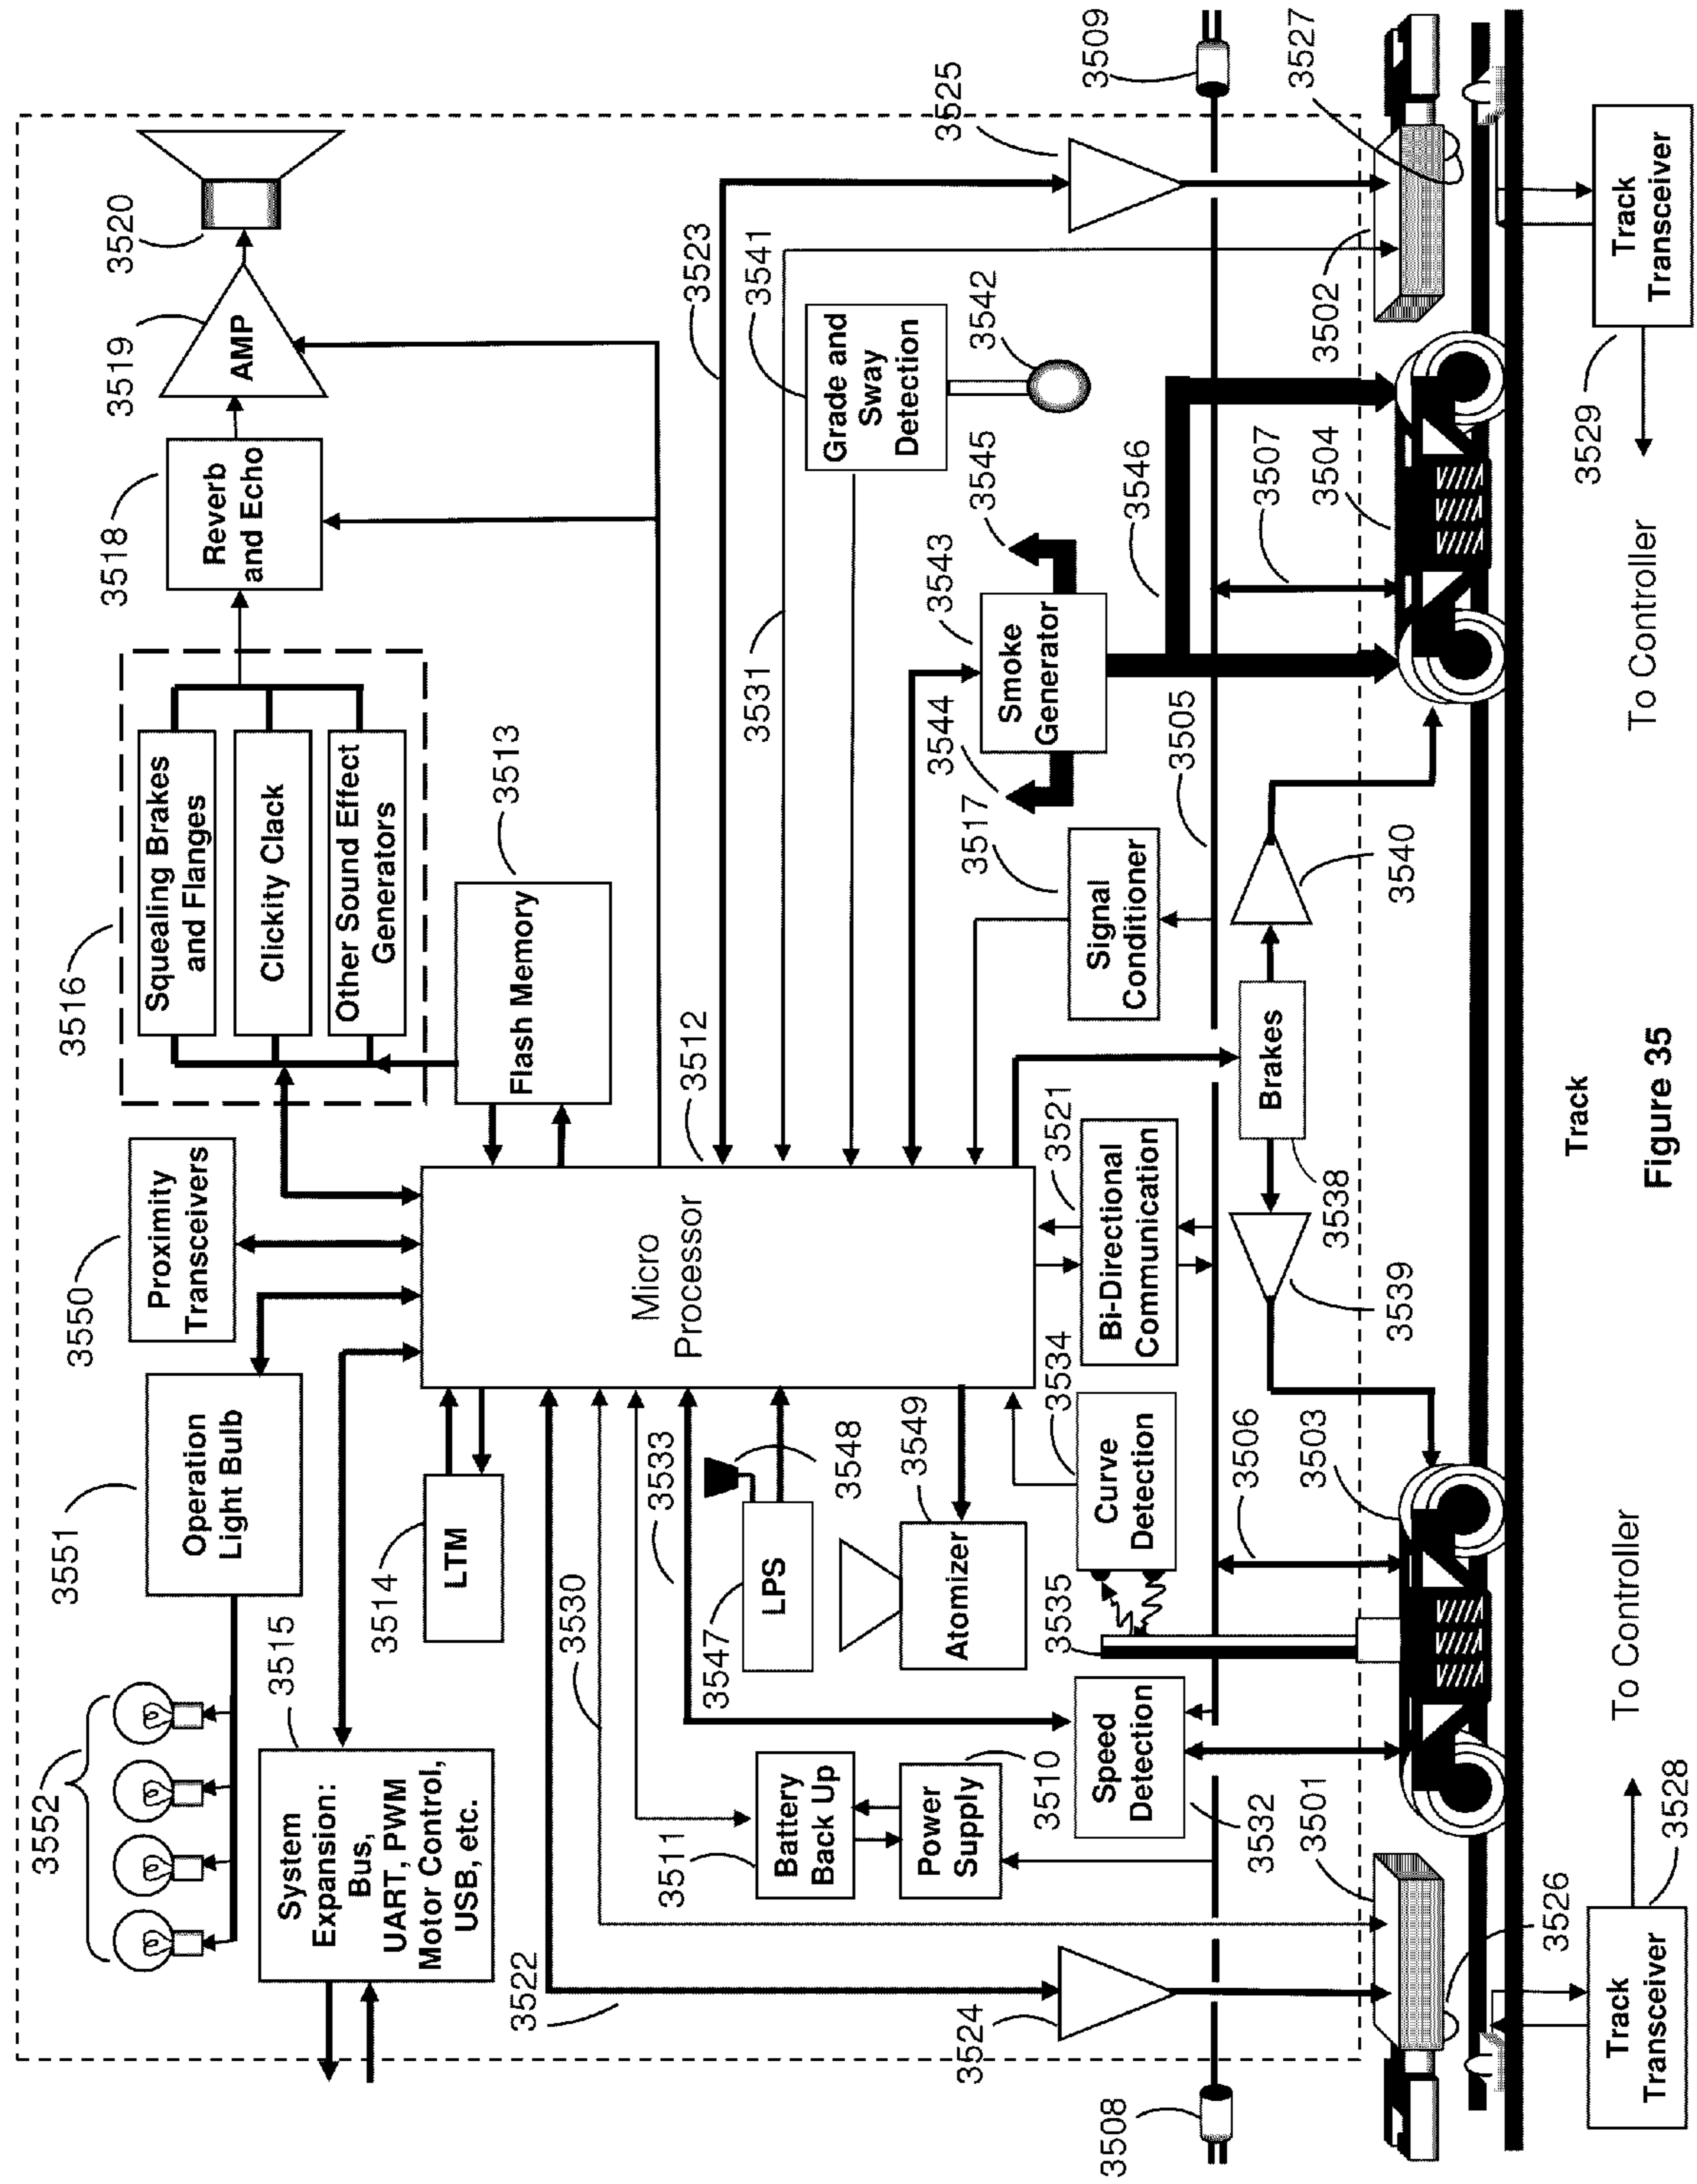 3552
3551
Operation
Light Bulb
3550
Proximity
Transceivers
3516
Squealing Brakes
and Flanges
Clickity Clack
Other Sound Effect
Generators
3518
Reverb
and Echo
3519
AMP
3520
System
Expansion:
Bus,
UART, PWM
Motor Control,
USB, etc.
3515
3514
LTM
Flash Memory
3513
3522
3530
3533
3512
Micro
Processor
3531
3523
3547
LPS
3548
3511
Battery
Back Up
3549
Atomizer
Power
Supply
3510
3541
Grade and
Sway
Detection
3542
3525
3544
Smoke
Generator
3543
3545
3517
Signal
Conditioner
3524
3535
3534
Curve
Detection
3521
Bi-Directional
Communication
Speed
Detection
3532
3546
3508
3505
3509
3506
3507
Brakes
3538
3539
3540
3501
3503
3504
3502
3527
3526
Track
Transceiver
3528
To Controller
Track
To Controller
3529
Track
Transceiver
Figure 35